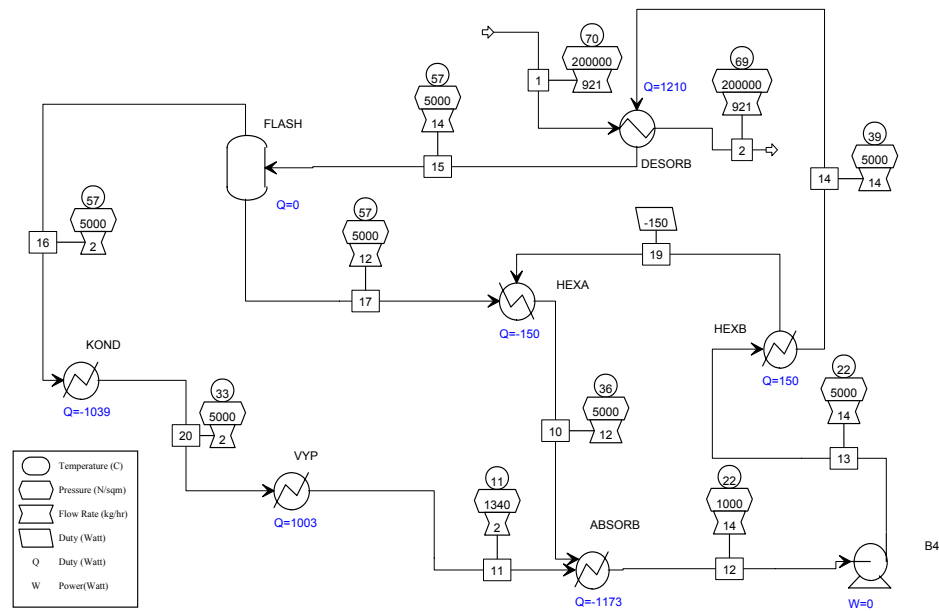 70
200000
921
1
69
200000
921
2
Q=1210
DESORB
57
5000
14
15
FLASH
Q=0
39
5000
14
14
57
5000
2
16
57
5000
12
17
-150
19
HEXA
Q=-150
HEXB
Q=150
KOND
Q=-1039
33
5000
2
20
36
5000
12
10
22
5000
14
13
VYP
Q=1003
11
1340
2
11
ABSORB
Q=-1173
22
1000
14
12
B4
W=0
Temperature (C)
Pressure (N/sqm)
Flow Rate (kg/hr)
Duty (Watt)
Q Duty (Watt)
W Power(Watt)